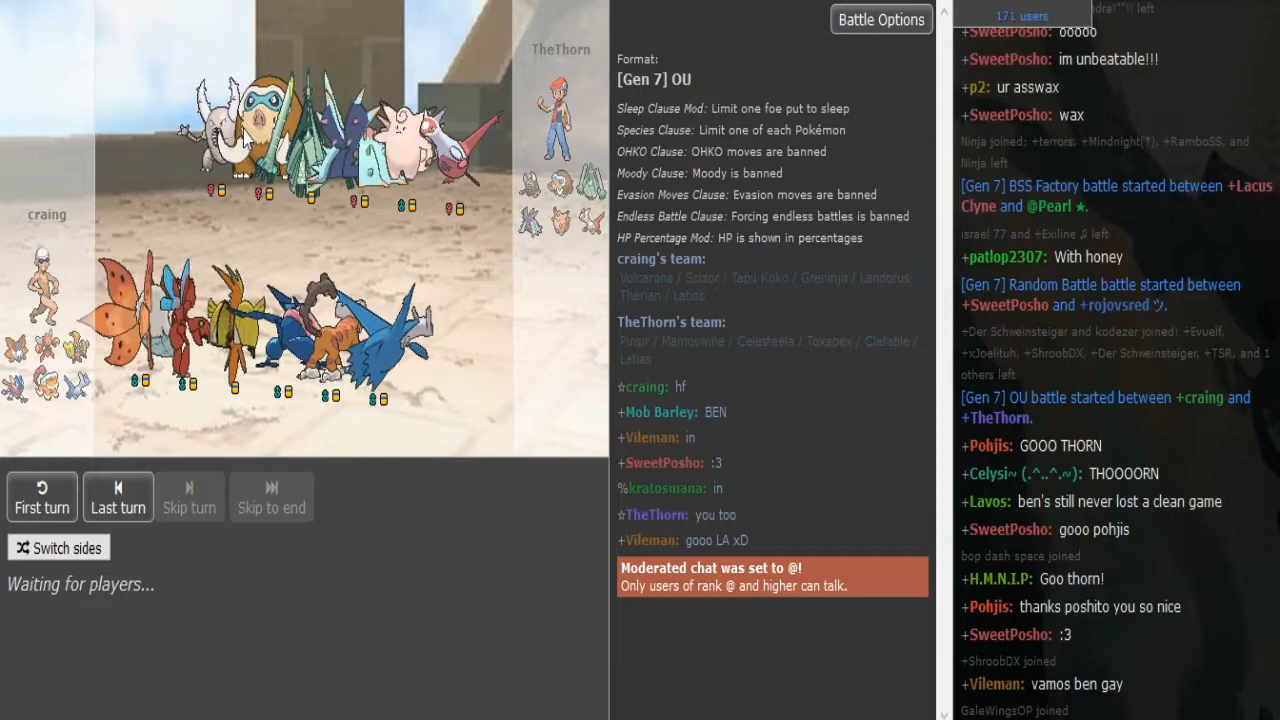 craing
TheThorn
First turn
Last turn
Skip turn
Skip to end
Switch sides
Waiting for players...
Battle Options
Format:
[Gen 7] OU
Sleep Clause Mod: Limit one foe put to sleep
Species Clause: Limit one of each Pokémon
OHKO Clause: OHKO moves are banned
Moody Clause: Moody is banned
Evasion Moves Clause: Evasion moves are banned
Endless Battle Clause: Forcing endless battles is banned
HP Percentage Mod: HP is shown in percentages
craing's team:
Volcarona / Scizor / Tapu Koko / Greninja / Landorus-
Therian / Latios
TheThorn's team:
Pinsir / Mamoswine / Celesteela / Toxapex / Clefable /
Latias
☆craing: hf
+Mob Barley: BEN
+Vileman: in
+SweetPosho: :3
%kratosmana: in
☆TheThorn: you too
+Vileman: gooo LA xD
Moderated chat was set to @!
Only users of rank @ and higher can talk.
171 users
left
+SweetPosho: ooooo
+SweetPosho: im unbeatable!!!
+p2: ur asswax
+SweetPosho: wax
Ninja joined; +terrors, +Mindnight(?), +RamboSS, and
Ninja left
[Gen 7] BSS Factory battle started between +Lacus
Clyne and @Pearl ★.
israel 77 and +Exiline ♫ left
+patlop2307: With honey
[Gen 7] Random Battle battle started between
+SweetPosho and +rojovsred ツ.
+Der Schweinsteiger and kodezer joined! +Evuelf,
+xJoelituh, +ShroobDX, +Der Schweinsteiger, +TSR, and 1
others left
[Gen 7] OU battle started between +craing and
+TheThorn.
+Pohjis: GOOO THORN
+Celysi~ (.^..^.~): THOOOORN
+Lavos: ben's still never lost a clean game
+SweetPosho: gooo pohjis
bop dash space joined
+H.M.N.I.P: Goo thorn!
+Pohjis: thanks poshito you so nice
+SweetPosho: :3
+ShroobDX joined
+Vileman: vamos ben gay
GaleWingsOP joined